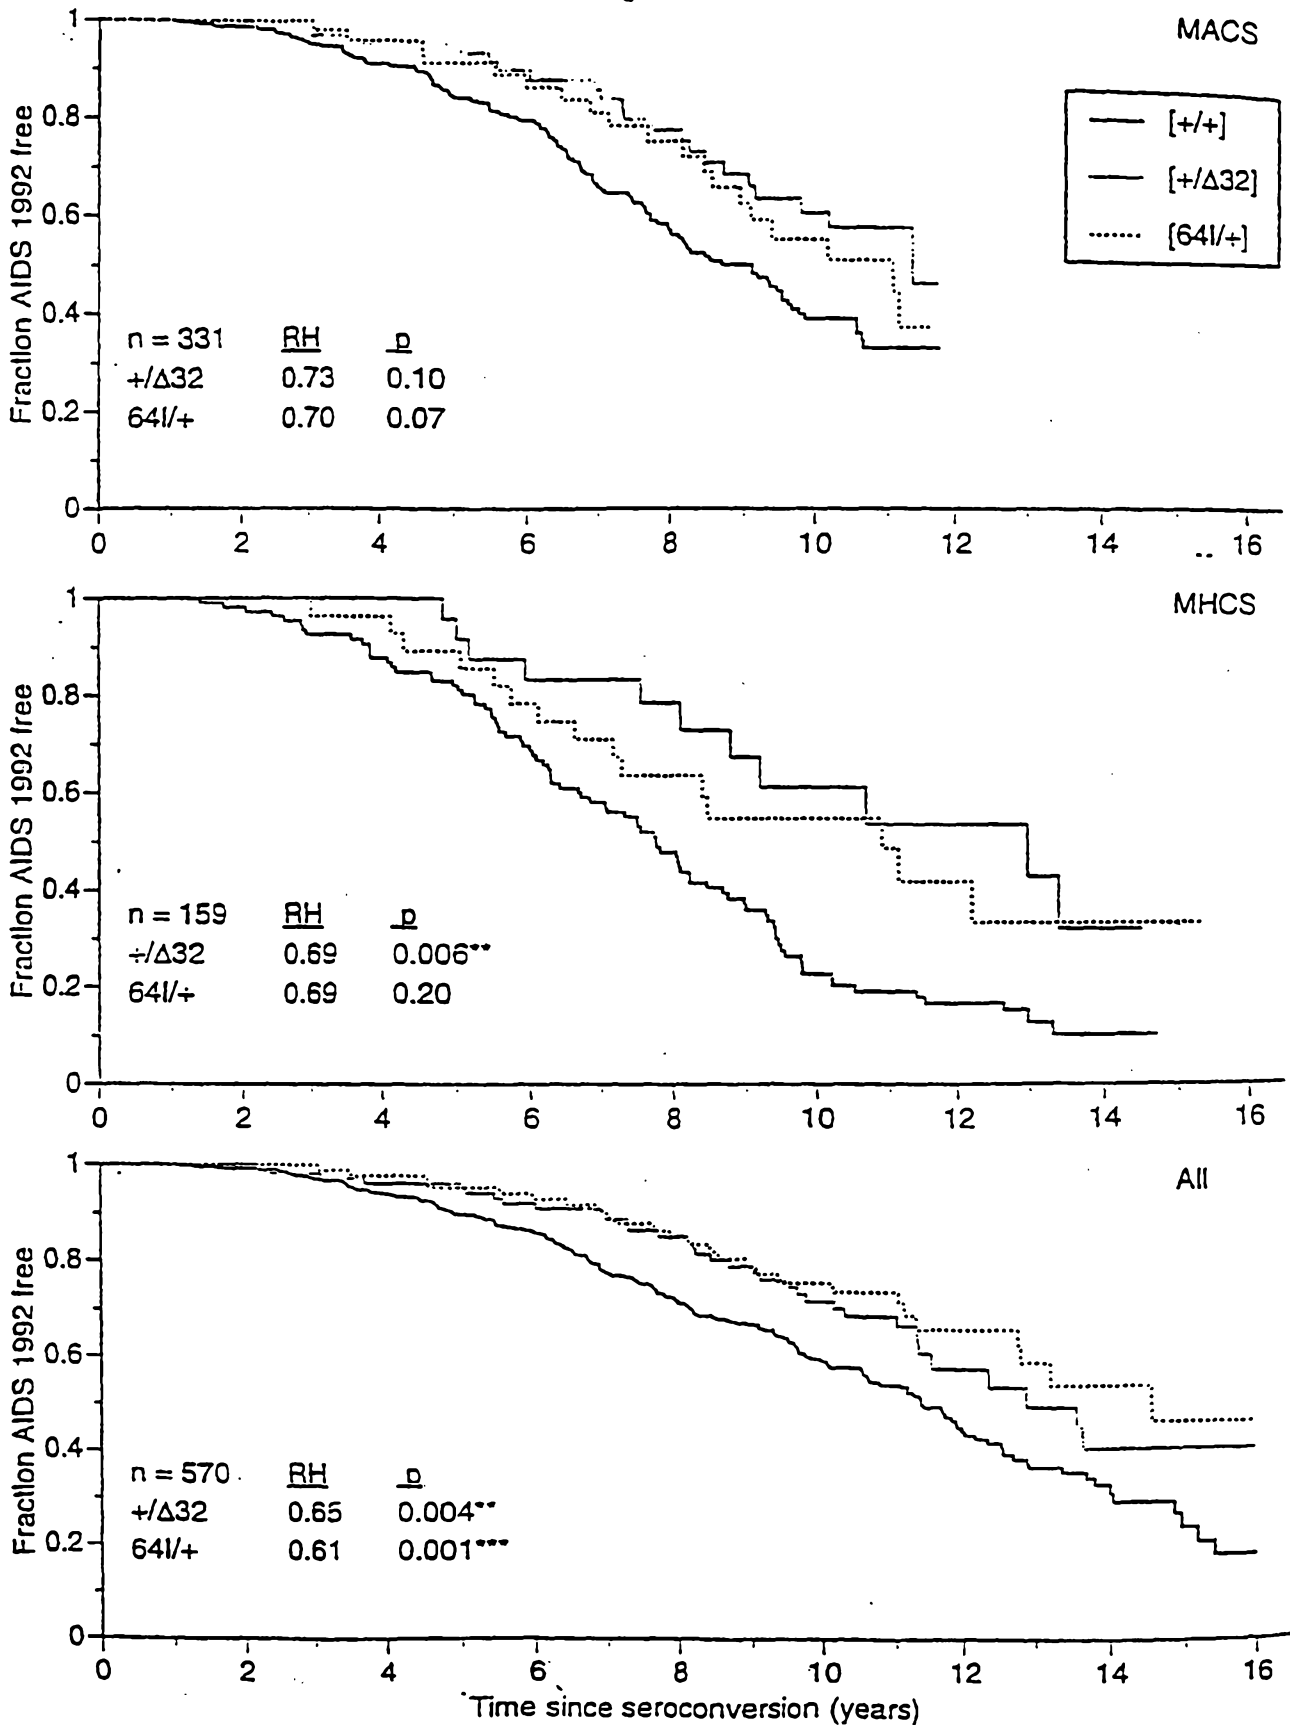 MACS
[+/+]
[+/Δ32]
[64I/+]
Fraction AIDS 1992 free
1
0.8
0.6
0.4
0.2
0
n = 331 RH p
+/Δ32 0.73 0.10
64I/+ 0.70 0.07
0 2 4 6 8 10 12 14 16
MHCS
Fraction AIDS 1992 free
1
0.8
0.6
0.4
0.2
0
n = 159 RH p
+/Δ32 0.69 0.006**
64I/+ 0.69 0.20
0 2 4 6 8 10 12 14 16
All
Fraction AIDS 1992 free
1
0.8
0.6
0.4
0.2
0
n = 570 RH p
+/Δ32 0.65 0.004**
64I/+ 0.61 0.001***
0 2 4 6 8 10 12 14 16
Time since seroconversion (years)